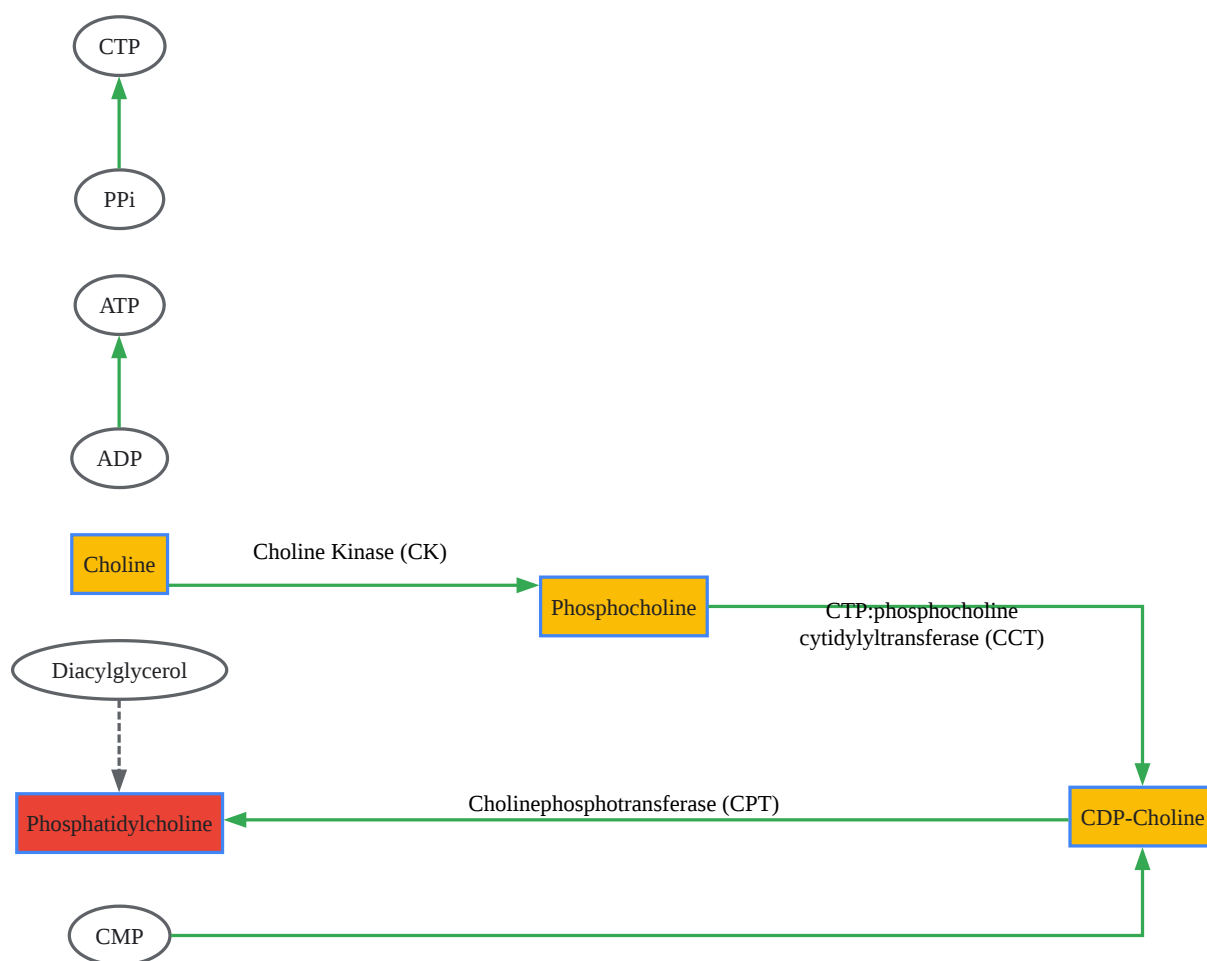 CTP
PPi
ATP
ADP
Choline
Choline Kinase (CK)
Phosphocholine
CTP:phosphocholine
cytidylyltransferase (CCT)
Diacylglycerol
Phosphatidylcholine
Cholinephosphotransferase (CPT)
CDP-Choline
CMP